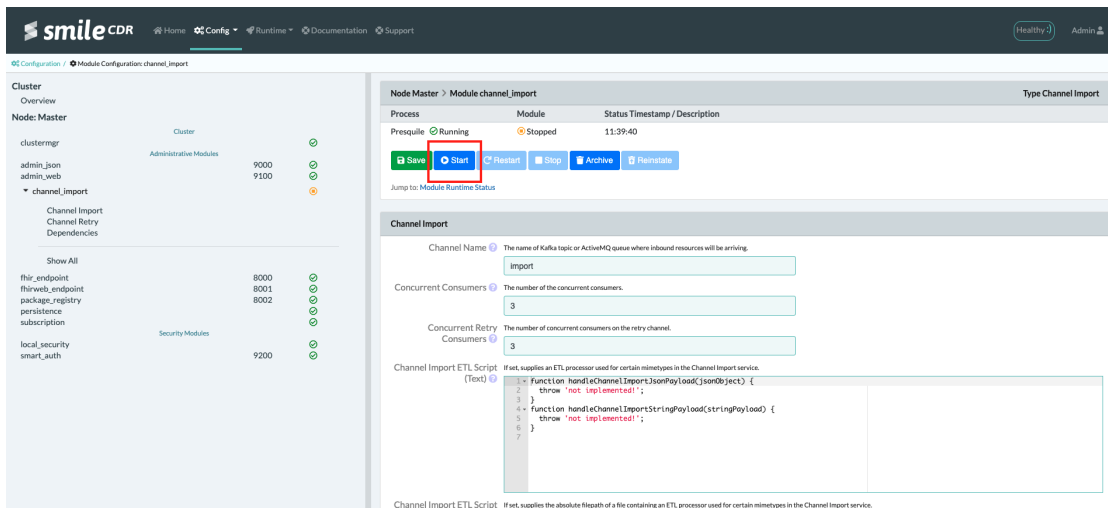 smile CDR Home Config Runtime Documentation Support Healthy :) Admin
Configuration / Module Configuration: channel_import
Cluster
Overview
Node: Master
Cluster
clustermgr
Administrative Modules
admin_json 9000
admin_web 9100
channel_import
Channel Import
Channel Retry
Dependencies
Show All
fhir_endpoint 8000
fhirweb_endpoint 8001
package_registry 8002
persistence
subscription
Security Modules
local_security
smart_auth 9200
Node Master > Module channel_import Type Channel Import
Process Module Status Timestamp / Description
Presquile Running Stopped 11:39:40
Save Start Restart Stop Archive Reinstate
Jump to: Module Runtime Status
Channel Import
Channel Name ? The name of Kafka topic or ActiveMQ queue where inbound resources will be arriving.
import
Concurrent Consumers ? The number of the concurrent consumers.
3
Concurrent Retry Consumers ? The number of concurrent consumers on the retry channel.
3
Channel Import ETL Script (Text) ? If set, supplies an ETL processor used for certain mimetypes in the Channel Import service.
1 function handleChannelImportJsonPayload(jsonObject) {
2 throw 'not implemented!';
3 }
4 function handleChannelImportStringPayload(stringPayload) {
5 throw 'not implemented!';
6 }
7
Channel Import ETL Script If set, supplies the absolute filepath of a file containing an ETL processor used for certain mimetypes in the Channel Import service.